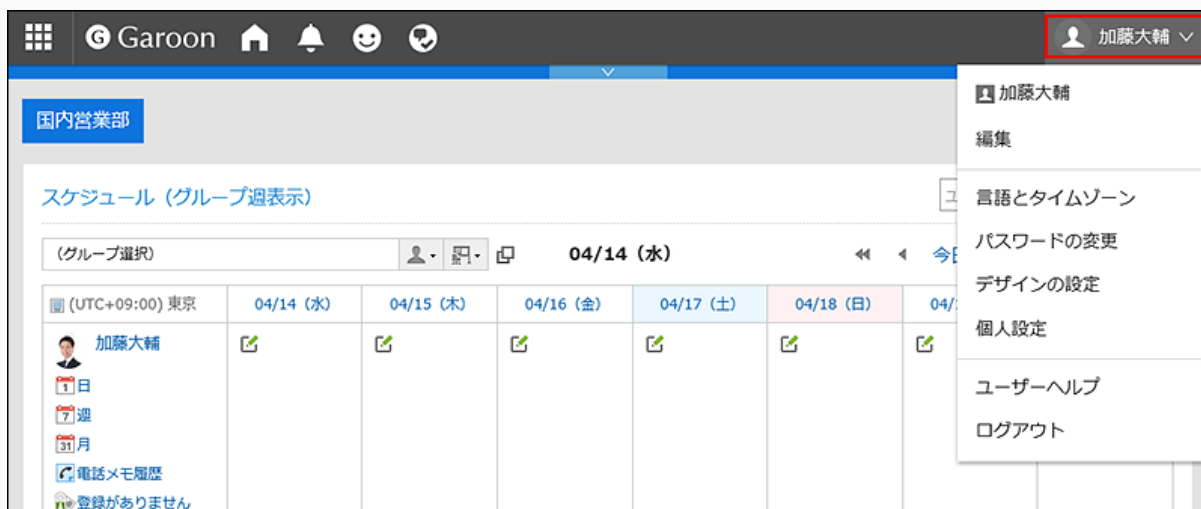 Garoon
加藤大輔
加藤大輔
編集
国内営業部
言語とタイムゾーン
パスワードの変更
デザインの設定
個人設定
ユーザーヘルプ
ログアウト
スケジュール（グループ週表示）
(グループ選択)
04/14（水）
(UTC+09:00) 東京
04/14（水）
04/15（木）
04/16（金）
04/17（土）
04/18（日）
加藤大輔
1日
7週
31月
電話メモ履歴
登録がありません